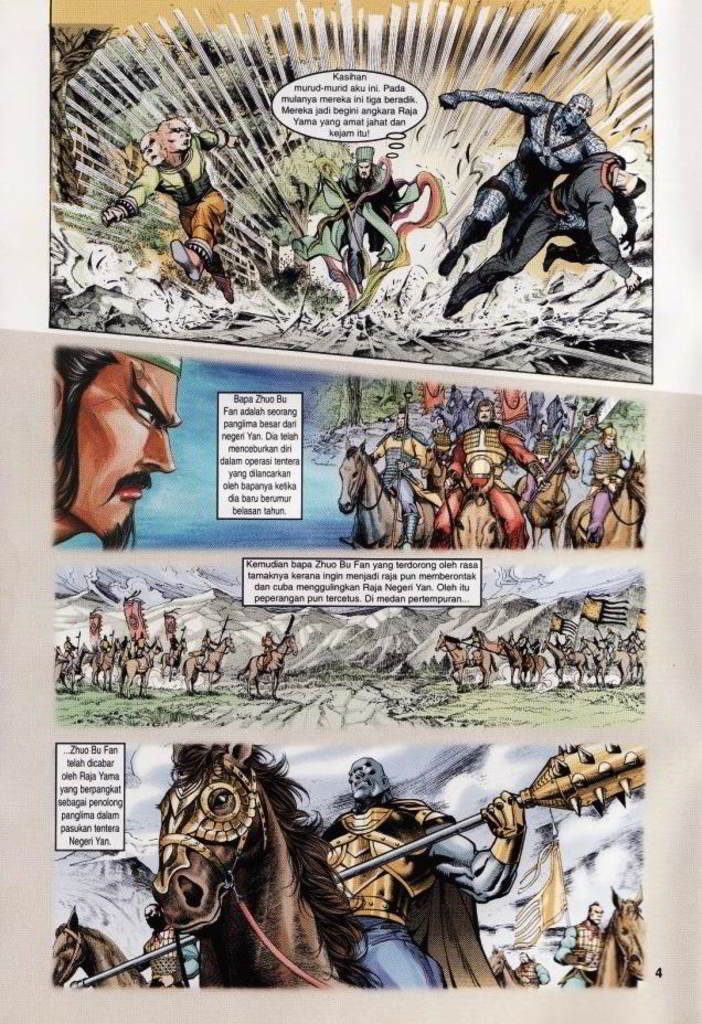 Kasihan
murud-murid aku ini. Pada
mulanya mereka ini tiga beradik.
Mereka jadi begini angkara Raja
Yama yang amat jahat dan
kejam itu!
Bapa Zhuo Bu
Fan adalah seorang
panglima besar dari
negeri Yan. Dia telah
menceburkan diri
dalam operasi tentera
yang dilancarkan
oleh bapanya ketika
dia baru berumur
belasan tahun.
Kemudian bapa Zhuo Bu Fan yang terdorong oleh rasa
tamaknya kerana ingin menjadi raja pun memberontak
dan cuba menggulingkan Raja Negeri Yan. Oleh itu
peperangan pun tercetus. Di medan pertempuran...
...Zhuo Bu Fan
telah dicabar
oleh Raja Yama
yang berpangkat
sebagai penolong
panglima dalam
pasukan tentera
Negeri Yan.
4